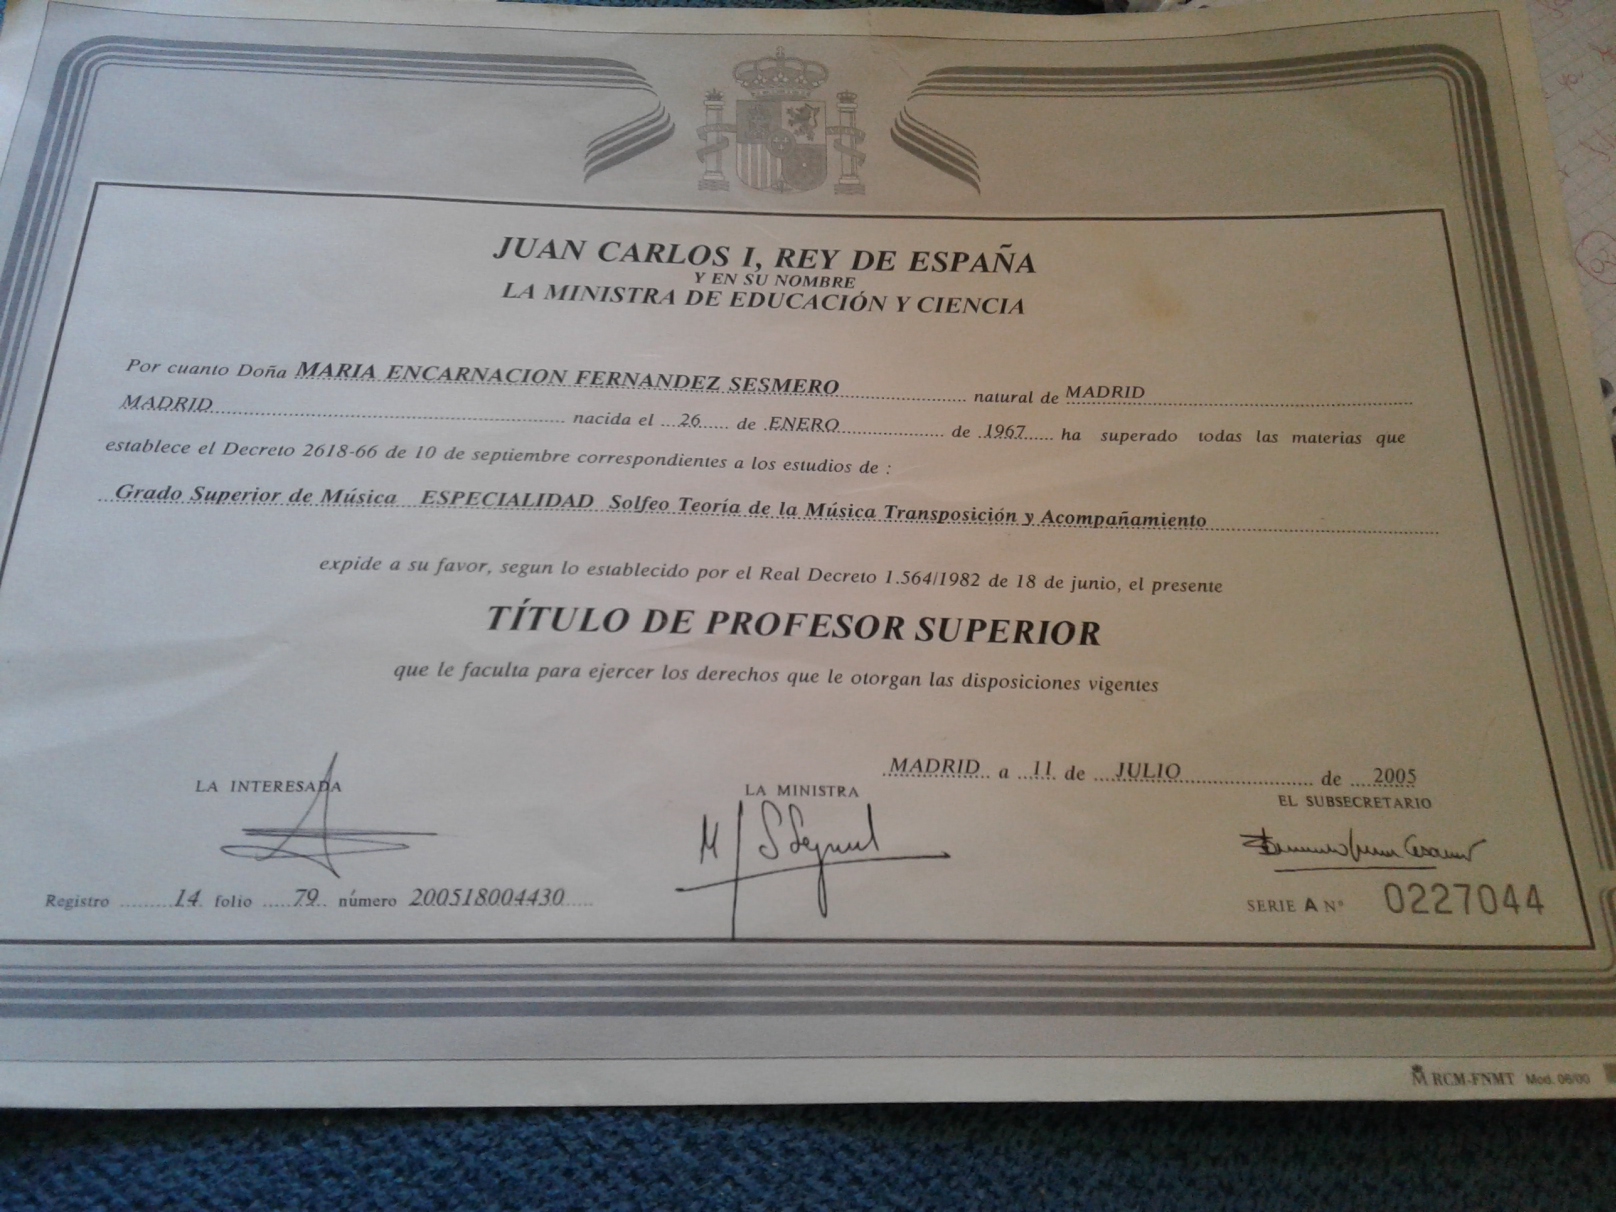 JUAN CARLOS I, REY DE ESPAÑA
Y EN SU NOMBRE
LA MINISTRA DE EDUCACIÓN Y CIENCIA
Por cuanto Doña MARIA ENCARNACION FERNANDEZ SESMERO natural de MADRID
MADRID nacida el 26 de ENERO de 1967 ha superado todas las materias que
establece el Decreto 2618-66 de 10 de septiembre correspondientes a los estudios de :
Grado Superior de Música ESPECIALIDAD Solfeo Teoría de la Música Transposición y Acompañamiento
expide a su favor, segun lo establecido por el Real Decreto 1.564/1982 de 18 de junio, el presente
TÍTULO DE PROFESOR SUPERIOR
que le faculta para ejercer los derechos que le otorgan las disposiciones vigentes
MADRID a 11 de JULIO de 2005
LA INTERESADA
LA MINISTRA
EL SUBSECRETARIO
Registro 14 folio 79 número 200518004430
SERIE A Nº 0227044
RCM-FNMT Mod. 06/00